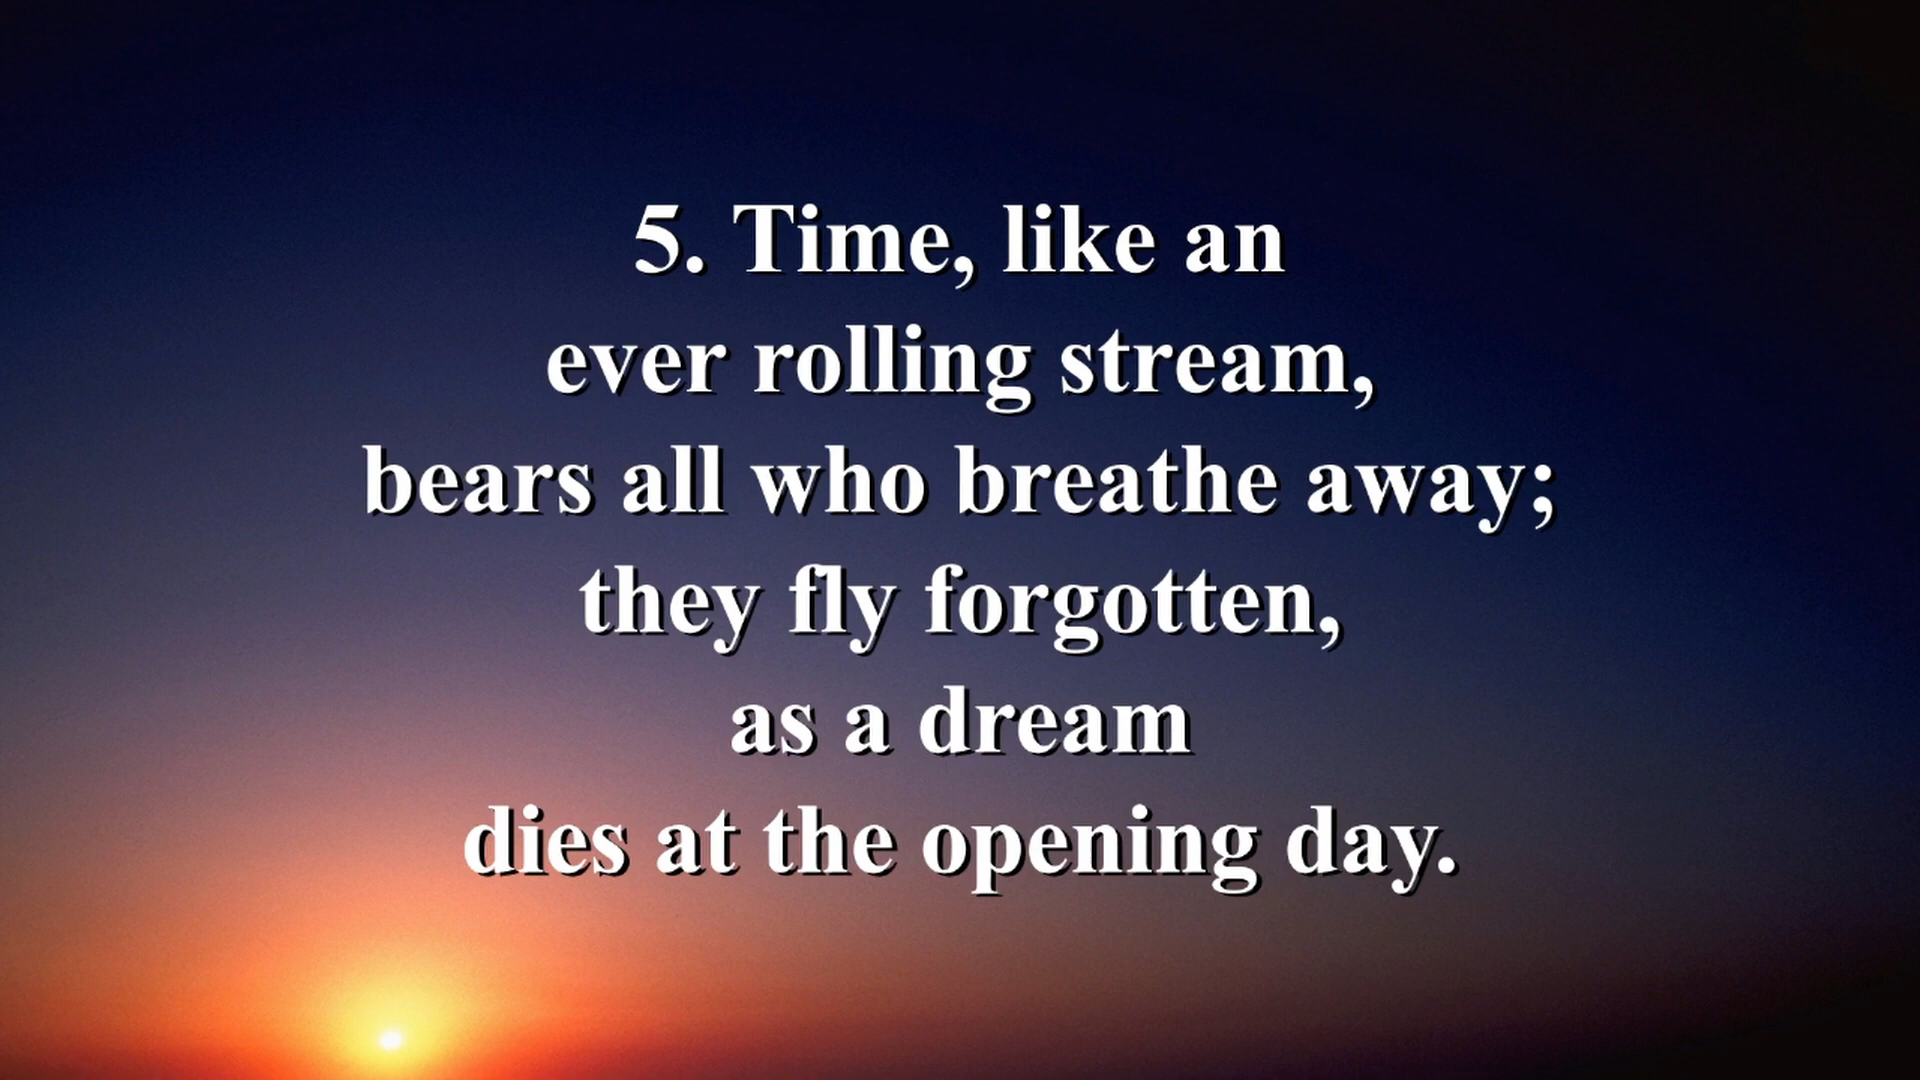 5. Time, like an
ever rolling stream,
bears all who breathe away;
they fly forgotten,
as a dream
dies at the opening day.